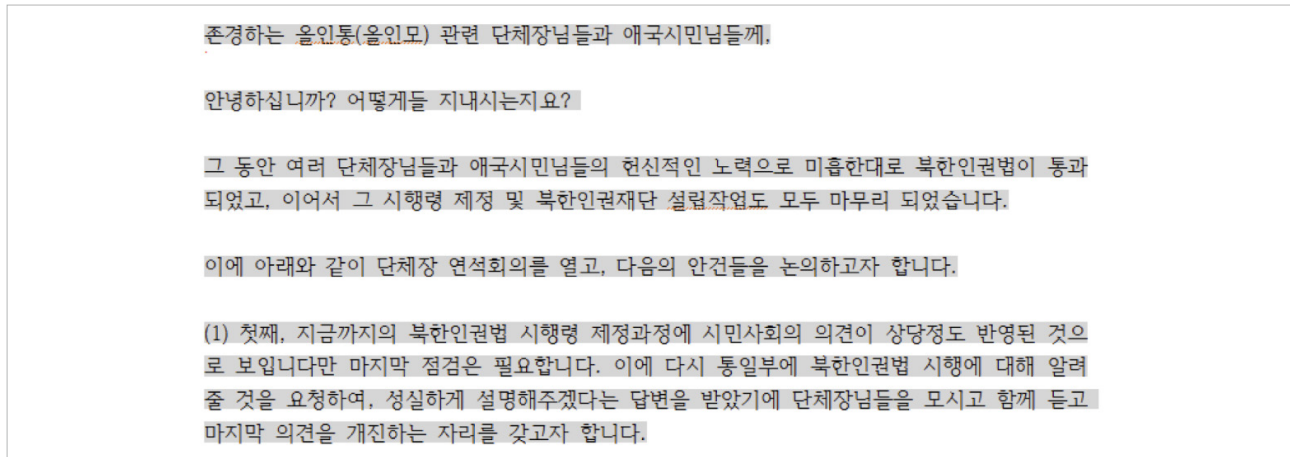 존경하는 올인통(올인모) 관련 단체장님들과 애국시민님들께,
안녕하십니까? 어떻게들 지내시는지요?
그 동안 여러 단체장님들과 애국시민님들의 헌신적인 노력으로 미흡한대로 북한인권법이 통과
되었고, 이어서 그 시행령 제정 및 북한인권재단 설립작업도 모두 마무리 되었습니다.
이에 아래와 같이 단체장 연석회의를 열고, 다음의 안건들을 논의하고자 합니다.
(1) 첫째, 지금까지의 북한인권법 시행령 제정과정에 시민사회의 의견이 상당정도 반영된 것으
로 보입니다만 마지막 점검은 필요합니다. 이에 다시 통일부에 북한인권법 시행에 대해 알려
줄 것을 요청하여, 성실하게 설명해주겠다는 답변을 받았기에 단체장님들을 모시고 함께 듣고
마지막 의견을 개진하는 자리를 갖고자 합니다.